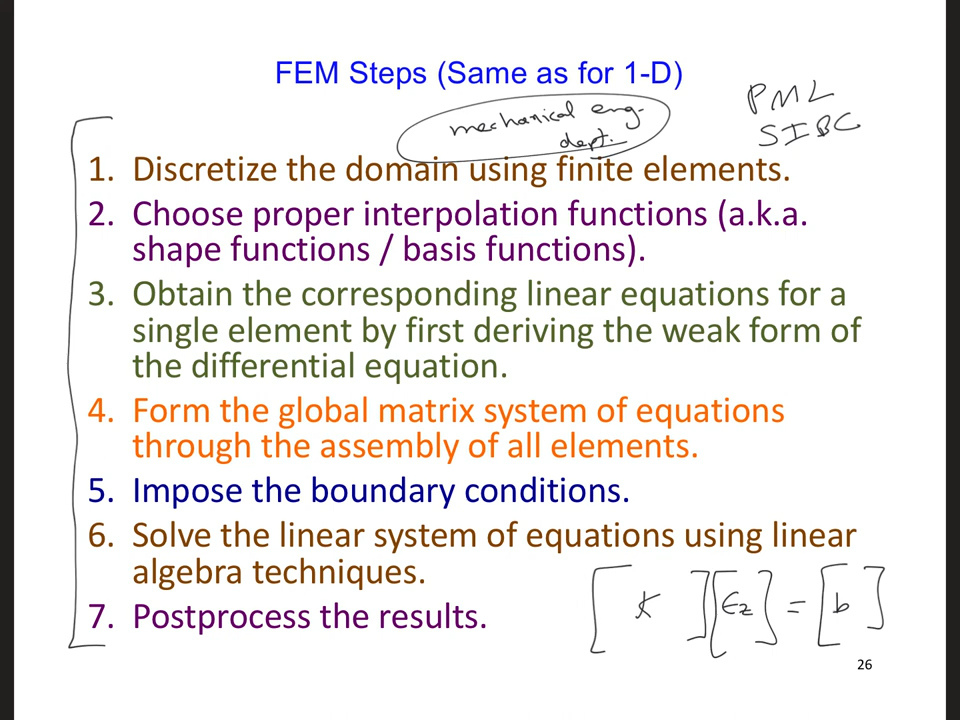 FEM Steps (Same as for 1-D)
PML
SIBC
mechanical eng.
dept.
1. Discretize the domain using finite elements.
2. Choose proper interpolation functions (a.k.a.
shape functions / basis functions).
3. Obtain the corresponding linear equations for a
single element by first deriving the weak form of
the differential equation.
4. Form the global matrix system of equations
through the assembly of all elements.
5. Impose the boundary conditions.
6. Solve the linear system of equations using linear
algebra techniques.
[K][Ez] = [b]
7. Postprocess the results.
26